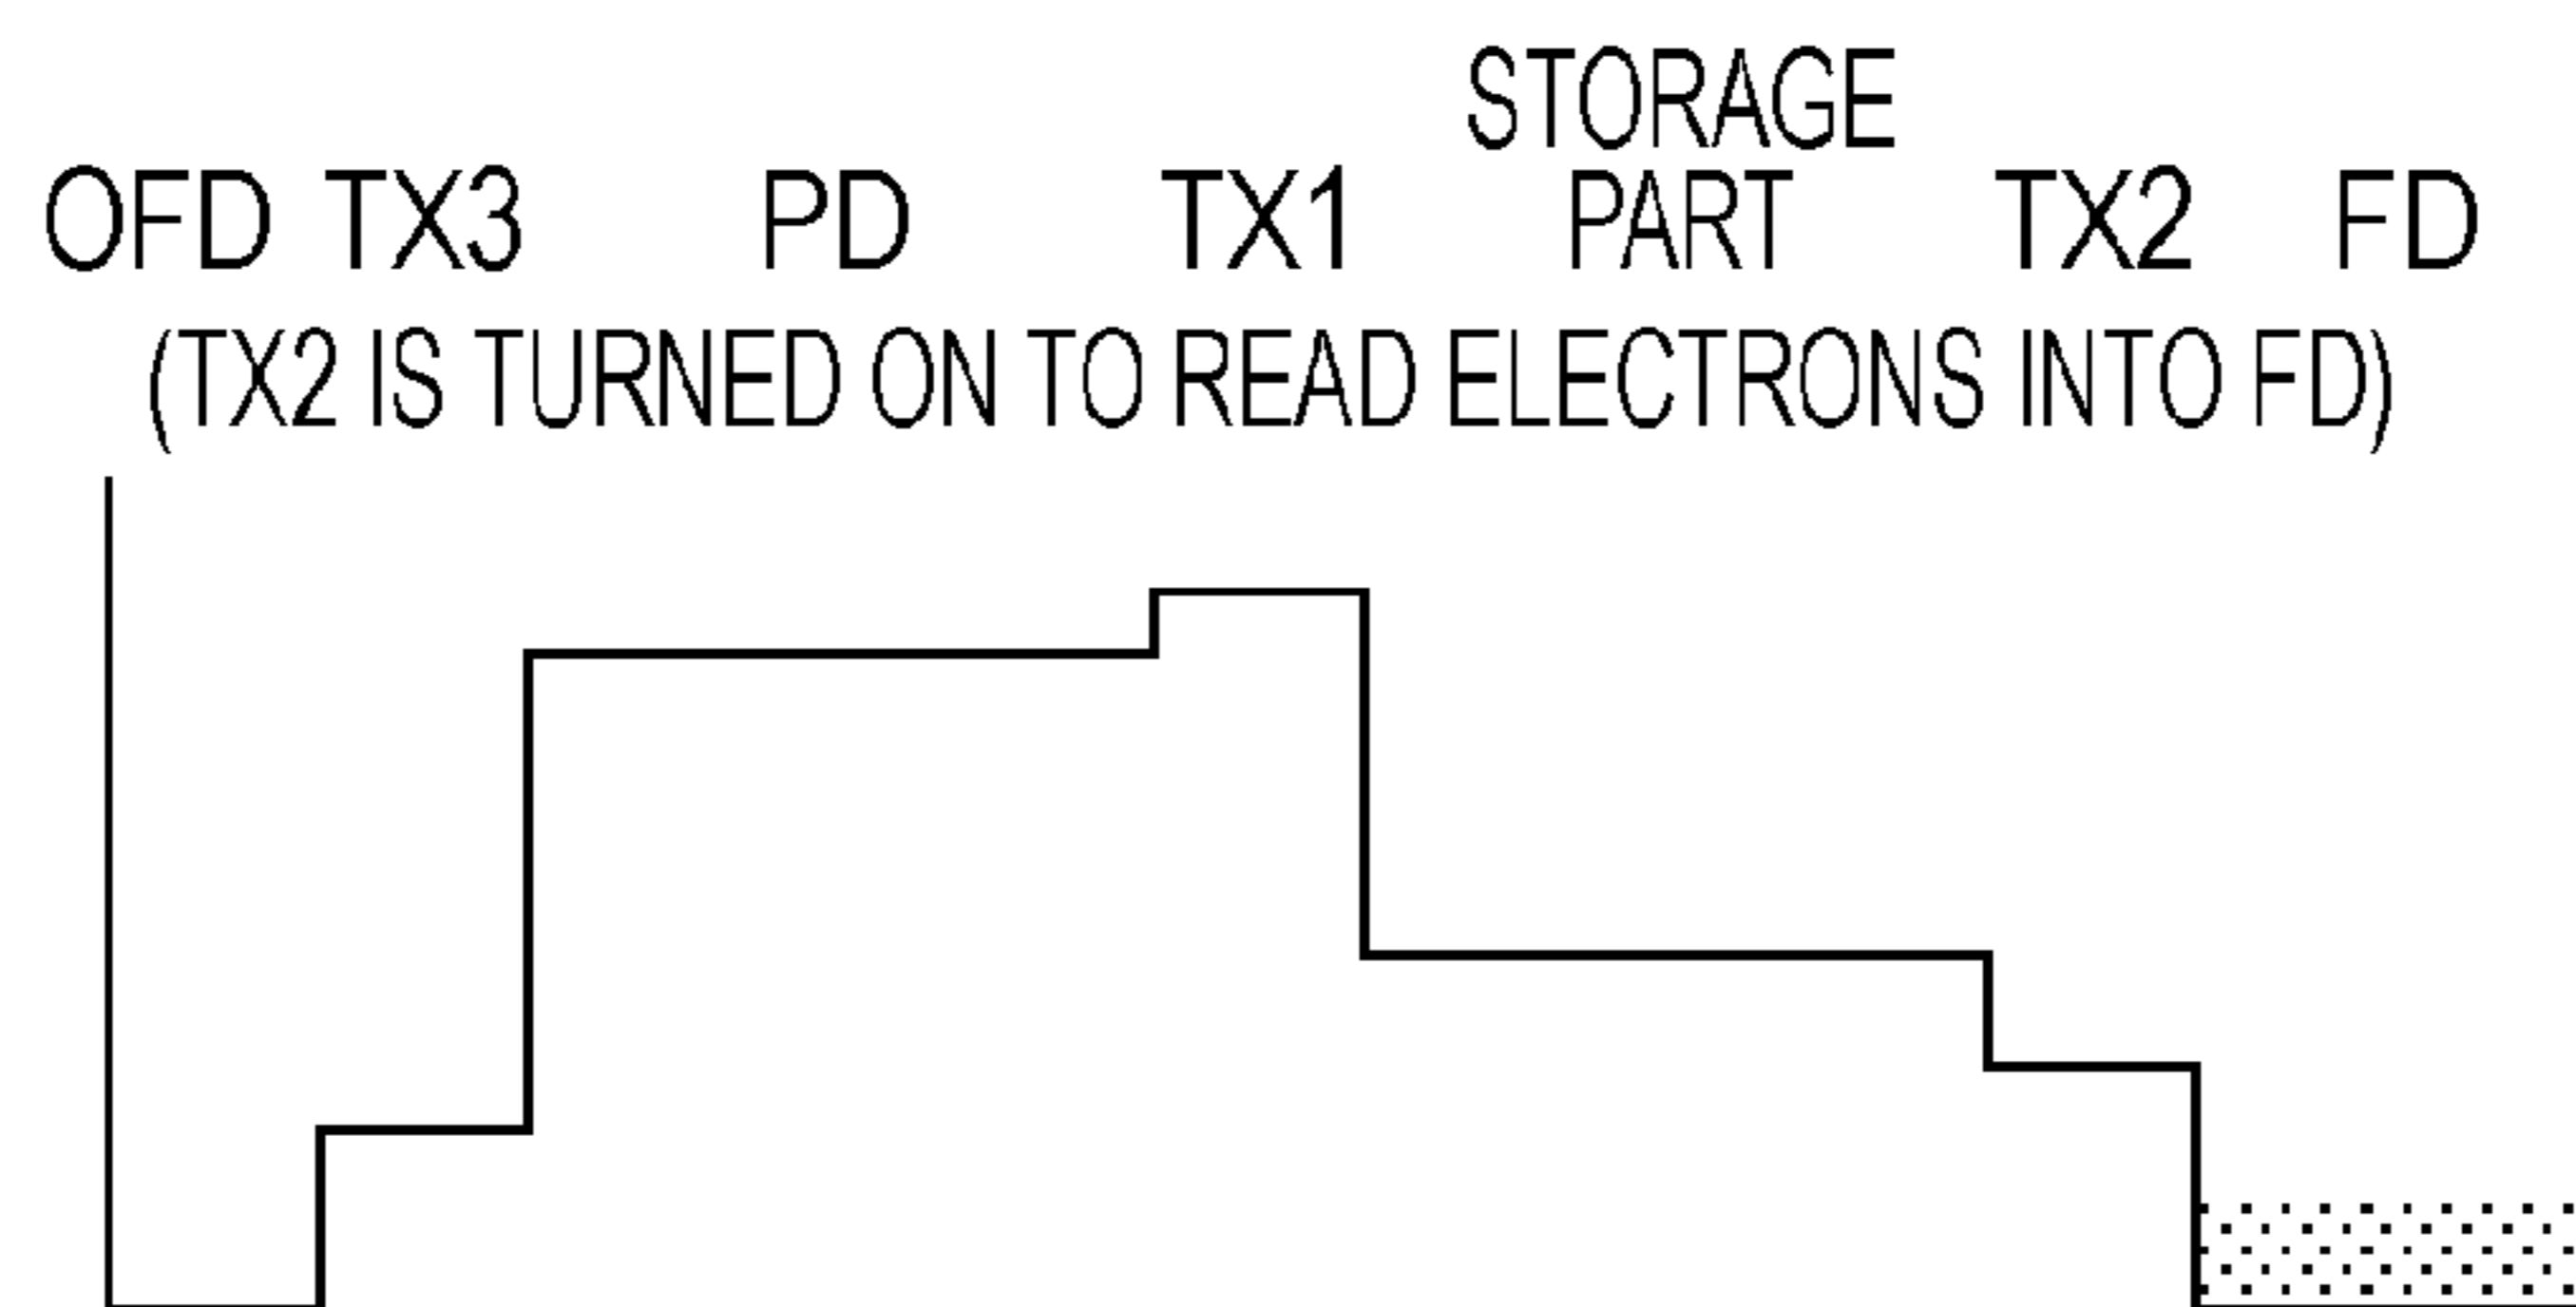 STORAGE
OFD TX3 PD TX1 PART TX2 FD
(TX2 IS TURNED ON TO READ ELECTRONS INTO FD)